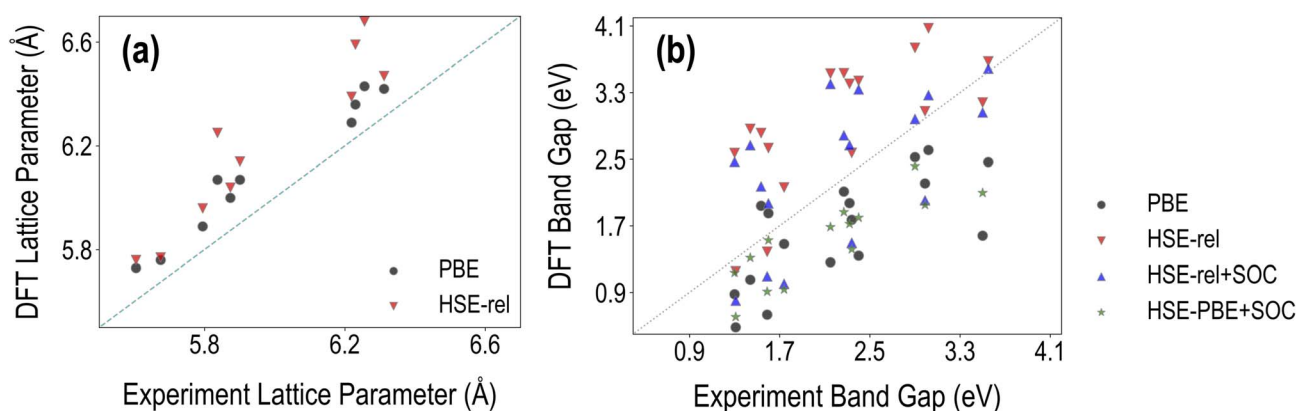 (a)
DFT Lattice Parameter (Å)
6.6
6.2
5.8
PBE
HSE-rel
5.8 6.2 6.6
Experiment Lattice Parameter (Å)
(b)
DFT Band Gap (eV)
4.1
3.3
2.5
1.7
0.9
0.9 1.7 2.5 3.3 4.1
Experiment Band Gap (eV)
PBE
HSE-rel
HSE-rel+SOC
HSE-PBE+SOC